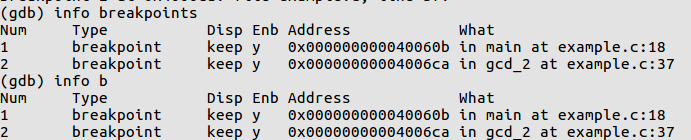 (gdb) info breakpoints
Num     Type           Disp Enb Address            What
1       breakpoint     keep y   0x000000000040060b in main at example.c:18
2       breakpoint     keep y   0x00000000004006ca in gcd_2 at example.c:37
(gdb) info b
Num     Type           Disp Enb Address            What
1       breakpoint     keep y   0x000000000040060b in main at example.c:18
2       breakpoint     keep y   0x00000000004006ca in gcd_2 at example.c:37